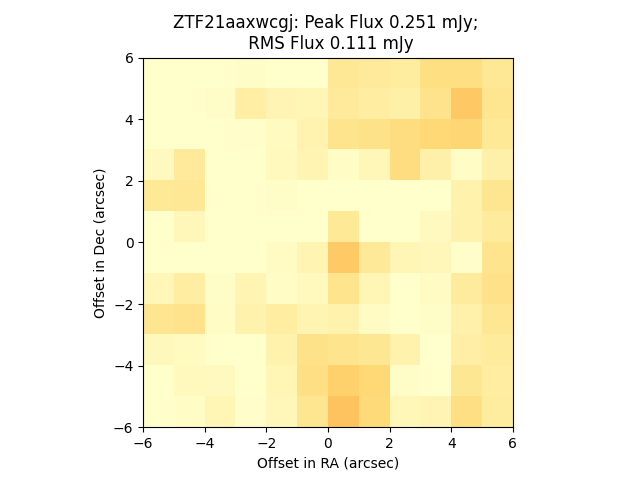 ZTF21aaxwcgj: Peak Flux 0.251 mJy;
RMS Flux 0.111 mJy
6
4
2
0
−2
−4
−6
Offset in Dec (arcsec)
−6 −4 −2 0 2 4 6
Offset in RA (arcsec)